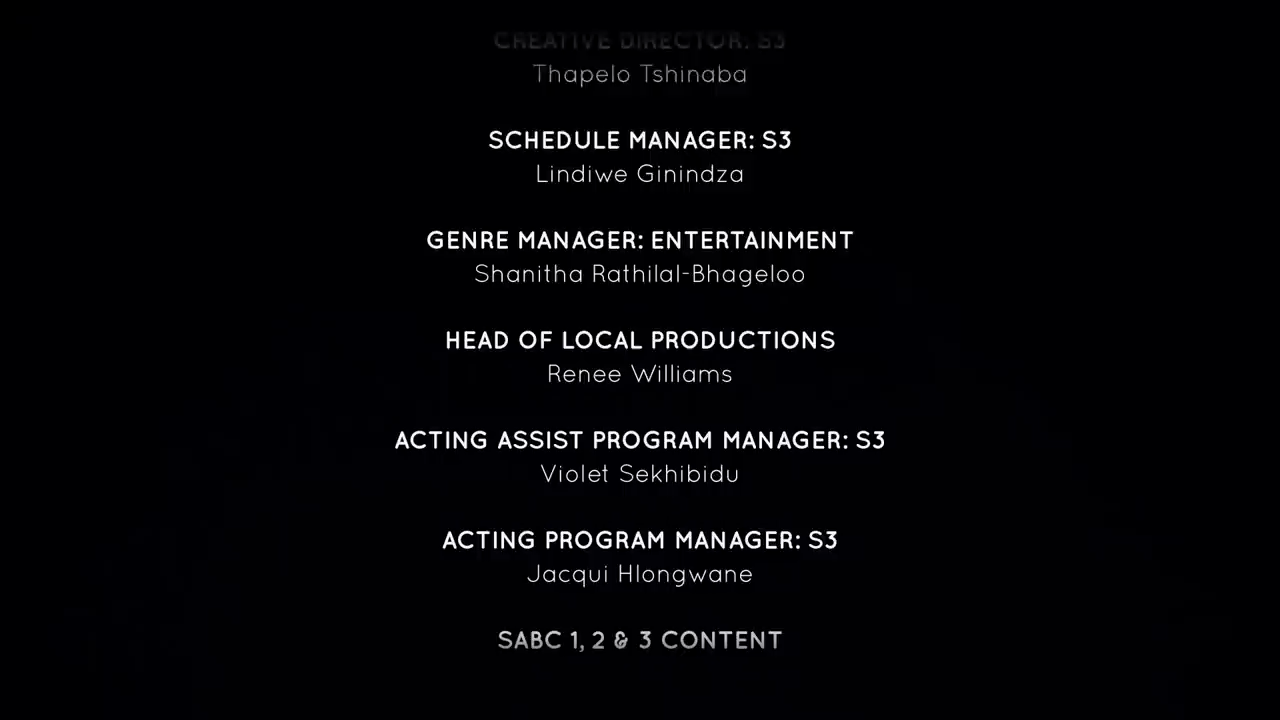 CREATIVE DIRECTOR: S3
Thapelo Tshinaba
SCHEDULE MANAGER: S3
Lindiwe Ginindza
GENRE MANAGER: ENTERTAINMENT
Shanitha Rathilal-Bhageloo
HEAD OF LOCAL PRODUCTIONS
Renee Williams
ACTING ASSIST PROGRAM MANAGER: S3
Violet Sekhibidu
ACTING PROGRAM MANAGER: S3
Jacqui Hlongwane
SABC 1, 2 & 3 CONTENT